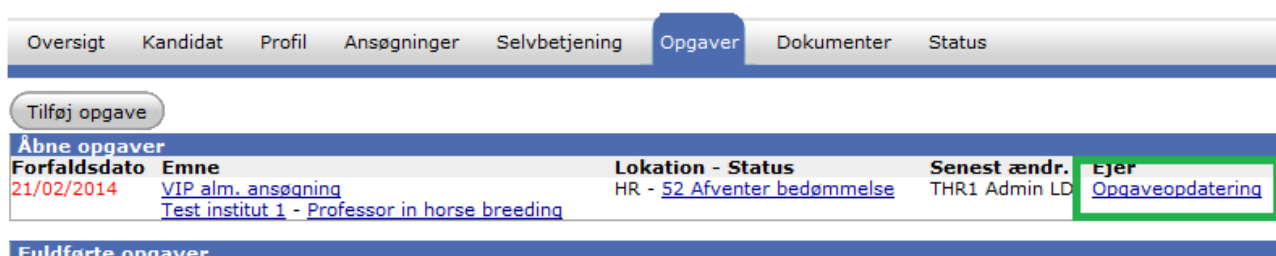 Oversigt Kandidat Profil Ansøgninger Selvbetjening Opgaver Dokumenter Status
Tilføj opgave
Åbne opgaver
Forfaldsdato Emne Lokation - Status Senest ændr. Ejer
21/02/2014 VIP alm. ansøgning HR - 52 Afventer bedømmelse THR1 Admin LD Opgaveopdatering
Test institut 1 - Professor in horse breeding
Fuldførte opgaver